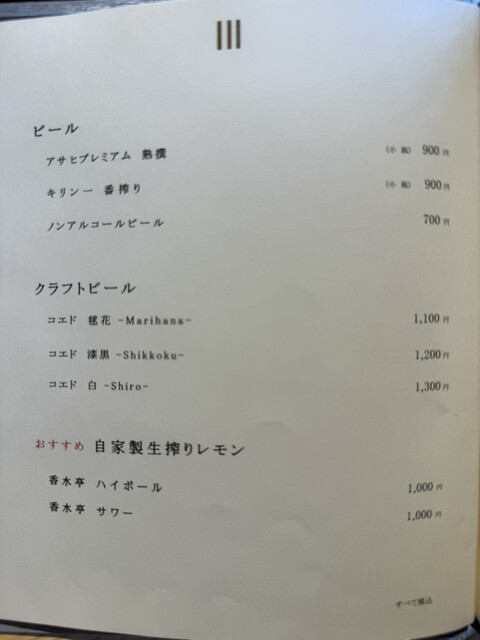 ビール
アサヒプレミアム 熟撰 (小 瓶) 900円
キリン一番搾り (小 瓶) 900円
ノンアルコールビール 700円
クラフトビール
コエド 毬花 -Marihana- 1,100円
コエド 漆黒 -Shikkoku- 1,200円
コエド 白 -Shiro- 1,300円
おすすめ 自家製生搾りレモン
香水亭 ハイボール 1,000円
香水亭 サワー 1,000円
すべて税込